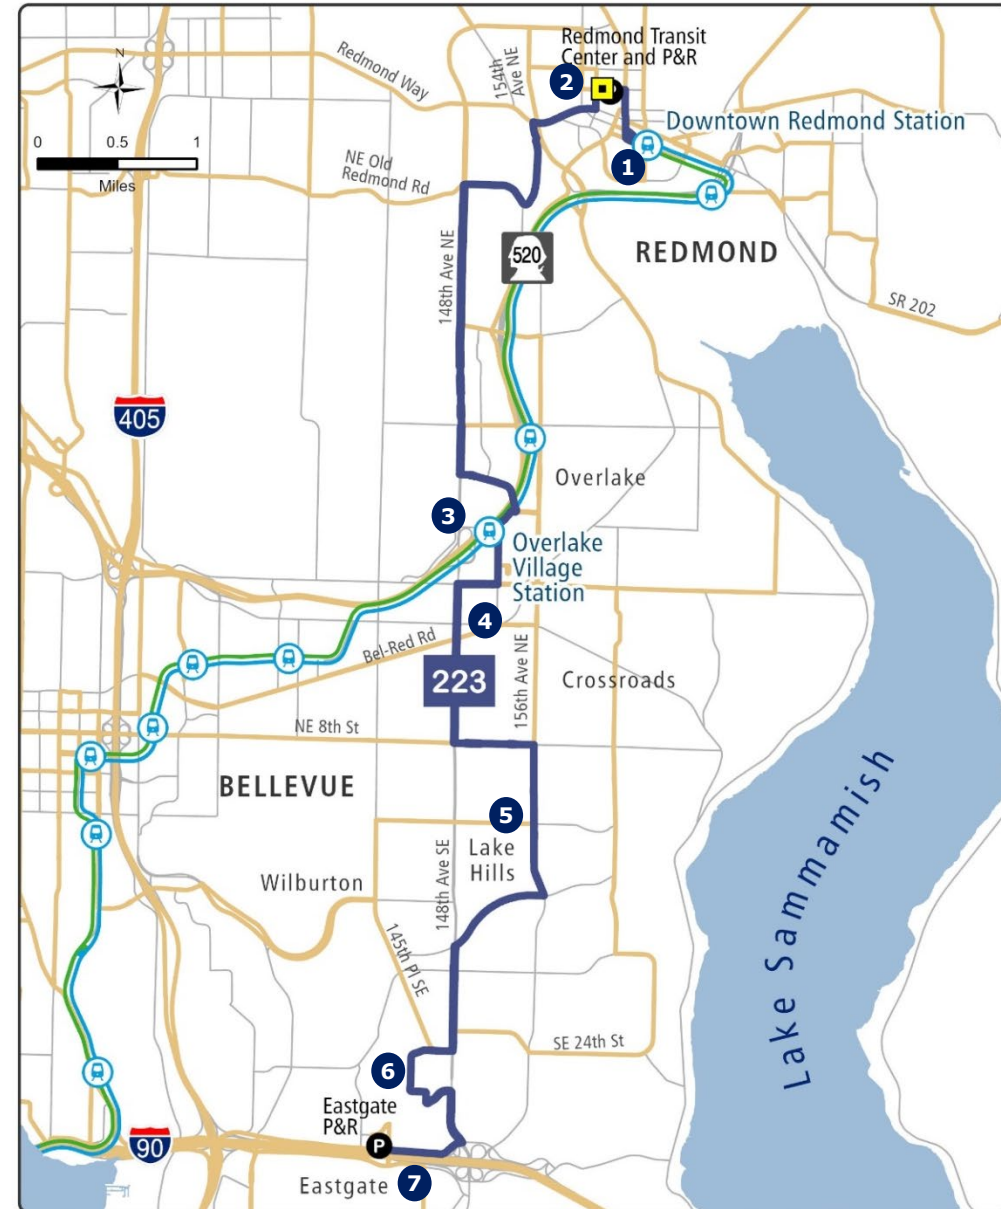 Redmond Transit
Center and P&R
2
154th
Ave NE
Redmond Way
N
Downtown Redmond Station
0 0.5 1
Miles
1
NE Old
Redmond Rd
148th Ave NE
520
REDMOND
SR 202
405
Overlake
3
Overlake
Village
Station
4
Bel-Red Rd
156th Ave NE
223
Crossroads
NE 8th St
BELLEVUE
5
Lake
Hills
148th Ave SE
Wilburton
145th Pl SE
Lake Sammamish
SE 24th St
6
Eastgate
P&R
P
90
Eastgate
7